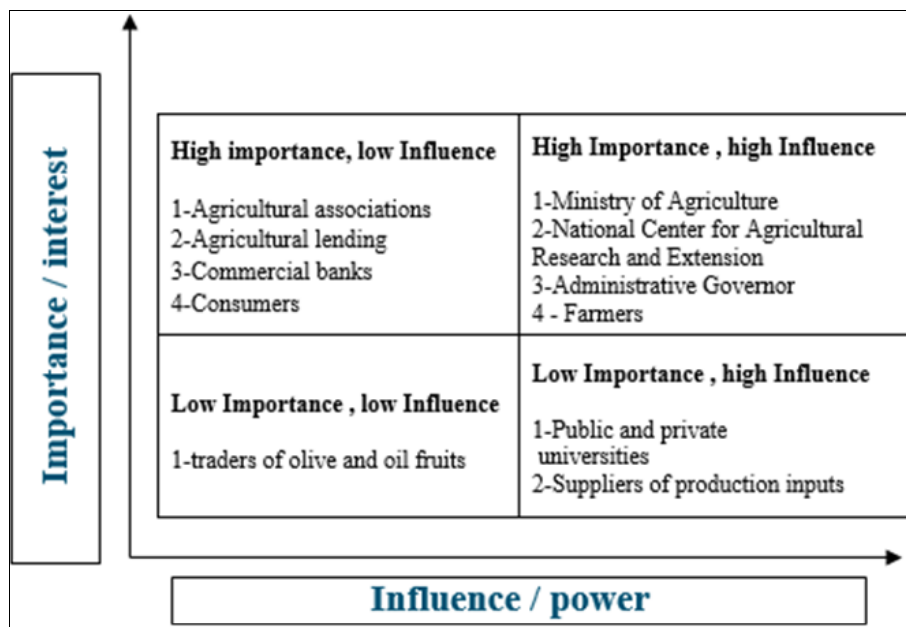 Importance / interest
High importance, low Influence
1-Agricultural associations
2-Agricultural lending
3-Commercial banks
4-Consumers
High Importance , high Influence
1-Ministry of Agriculture
2-National Center for Agricultural
Research and Extension
3-Administrative Governor
4 - Farmers
Low Importance , low Influence
1-traders of olive and oil fruits
Low Importance , high Influence
1-Public and private
universities
2-Suppliers of production inputs
Influence / power